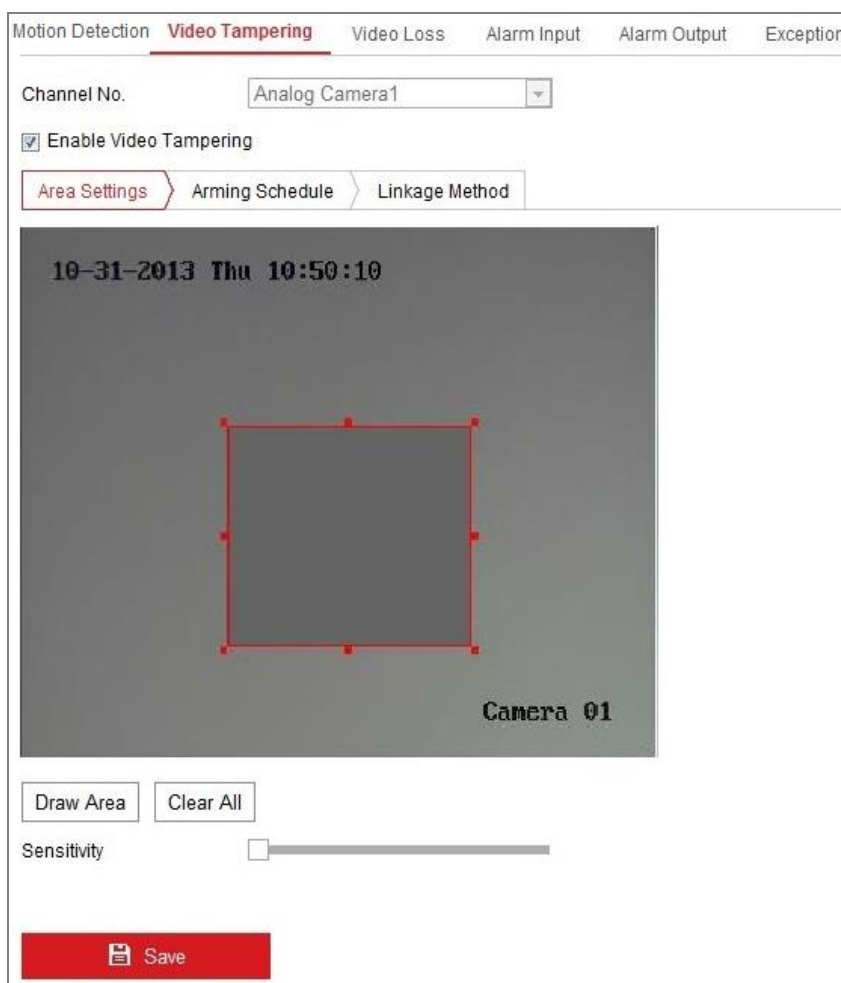 Motion Detection Video Tampering Video Loss Alarm Input Alarm Output Exception
Channel No. Analog Camera1
Enable Video Tampering
Area Settings Arming Schedule Linkage Method
10-31-2013 Thu 10:50:10
Camera 01
Draw Area Clear All
Sensitivity
Save